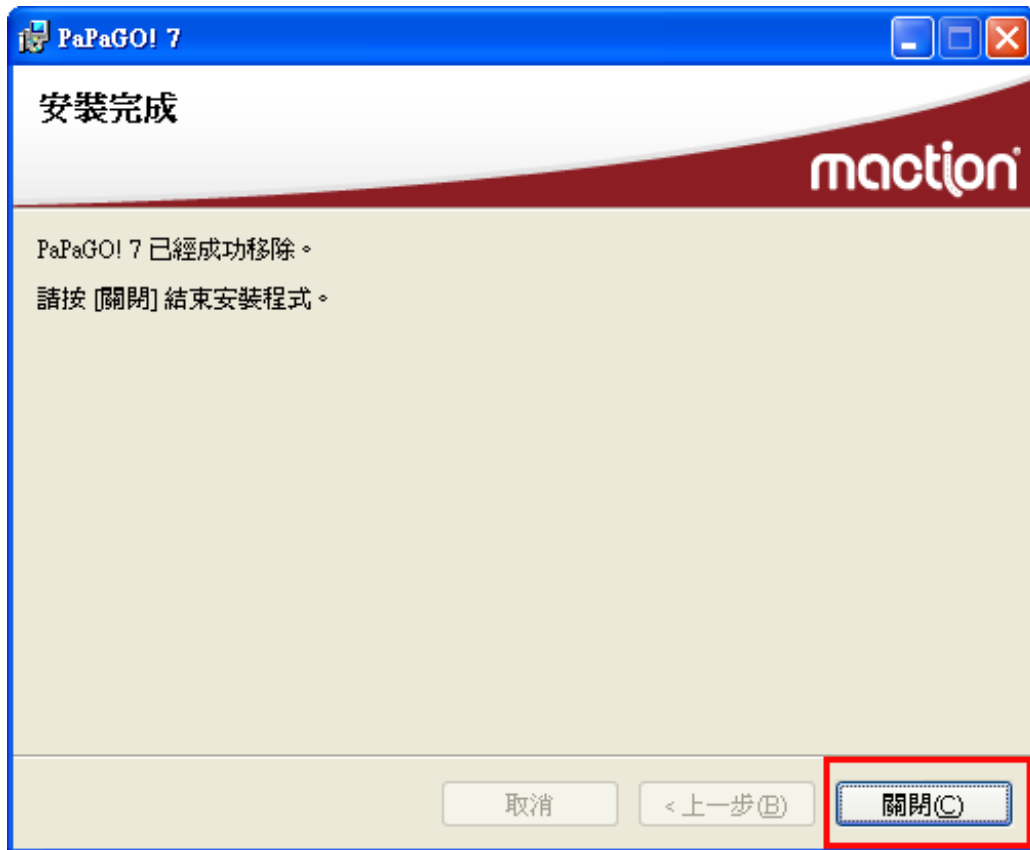 PaPaGO! 7
安裝完成
maction
PaPaGO! 7 已經成功移除。
請按 [關閉] 結束安裝程式。
取消
<上一步(B)
關閉(C)